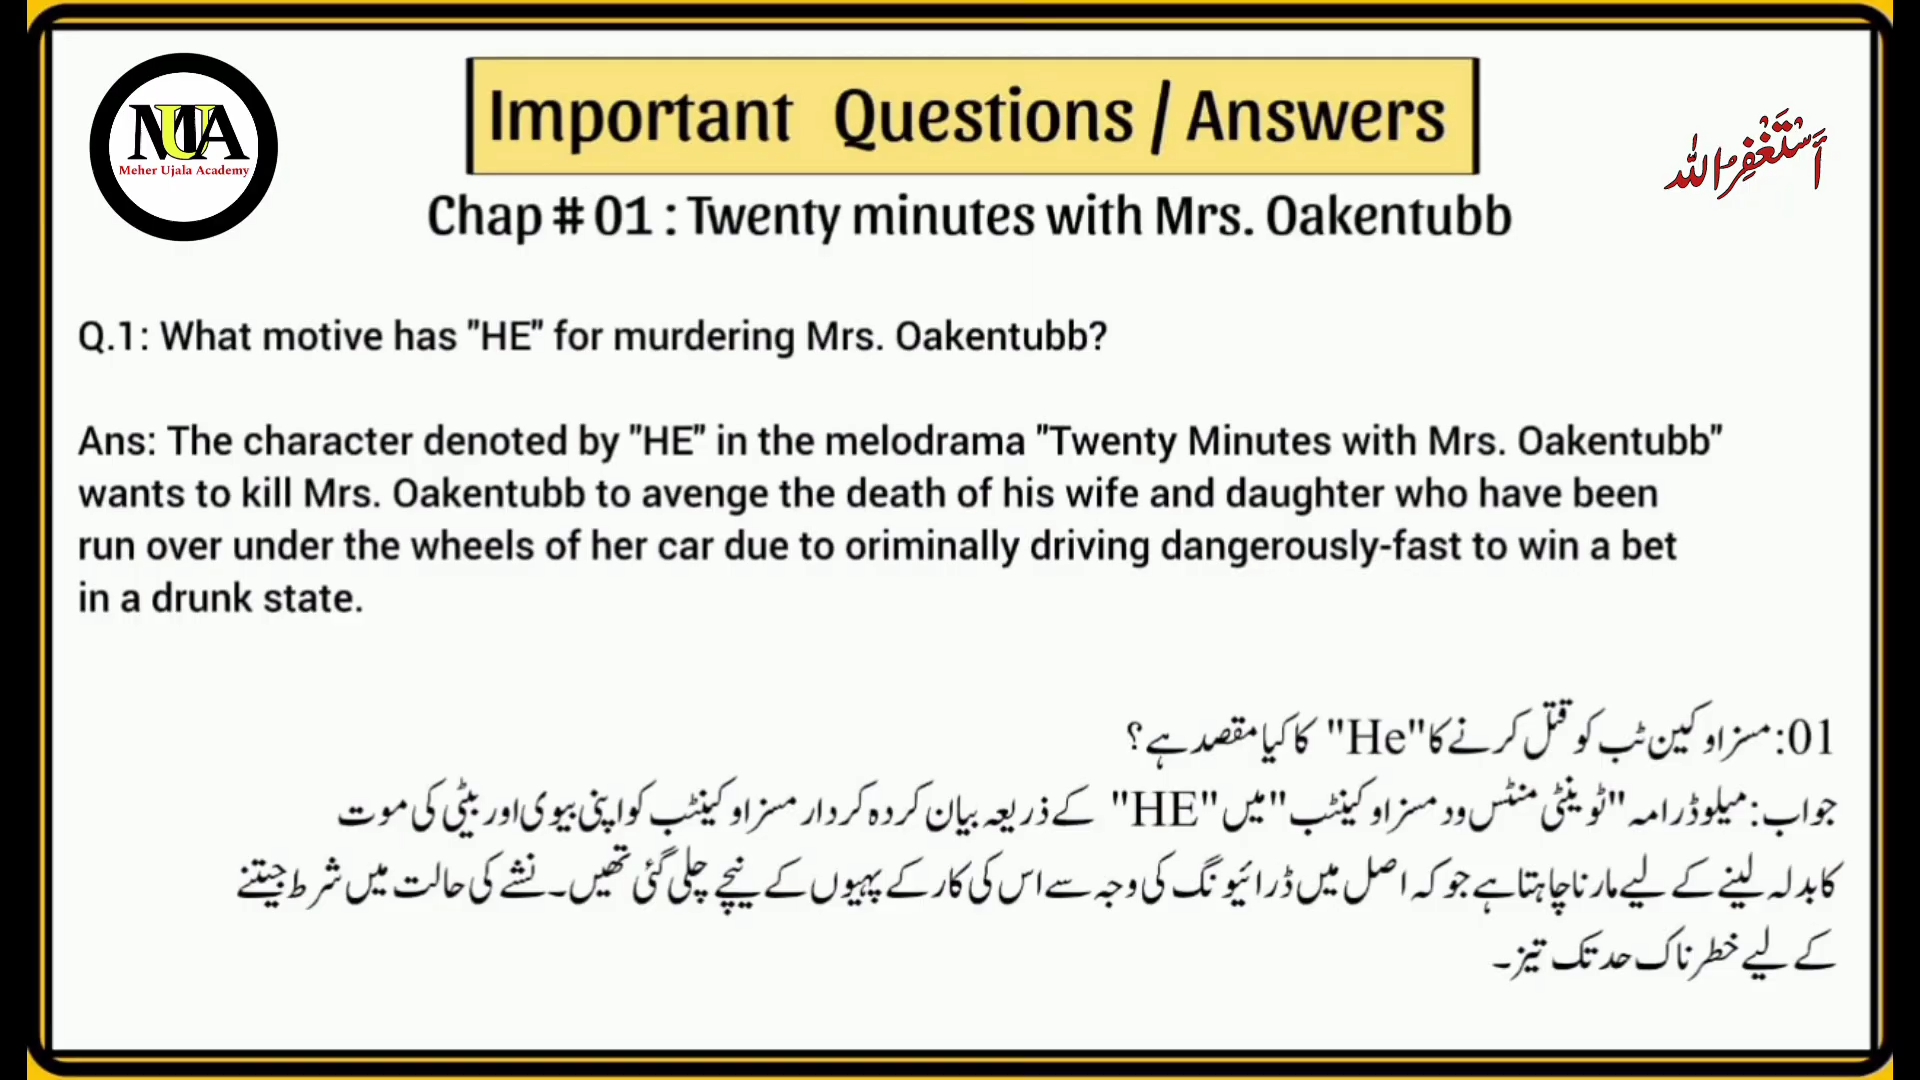 MUA
Meher Ujala Academy
Important Questions / Answers
أَسْتَغْفِرُ اللّٰه
Chap # 01 : Twenty minutes with Mrs. Oakentubb
Q.1: What motive has "HE" for murdering Mrs. Oakentubb?
Ans: The character denoted by "HE" in the melodrama "Twenty Minutes with Mrs. Oakentubb"
wants to kill Mrs. Oakentubb to avenge the death of his wife and daughter who have been
run over under the wheels of her car due to oriminally driving dangerously-fast to win a bet
in a drunk state.
01: مسز اوکین ٹب کو قتل کرنے کا "He" کا کیا مقصد ہے؟
جواب: میلو ڈرامہ "ٹوینٹی منٹس ود مسز اوکینٹب" میں "HE" کے ذریعہ بیان کردہ کردار مسز اوکینٹب کو اپنی بیوی اور بیٹی کی موت
کا بدلہ لینے کے لیے مارنا چاہتا ہے جو کہ اصل میں ڈرائیونگ کی وجہ سے اس کی کار کے پہیوں کے نیچے چلی گئی تھیں۔ نشے کی حالت میں شرط جیتنے
کے لیے خطرناک حد تک تیز۔